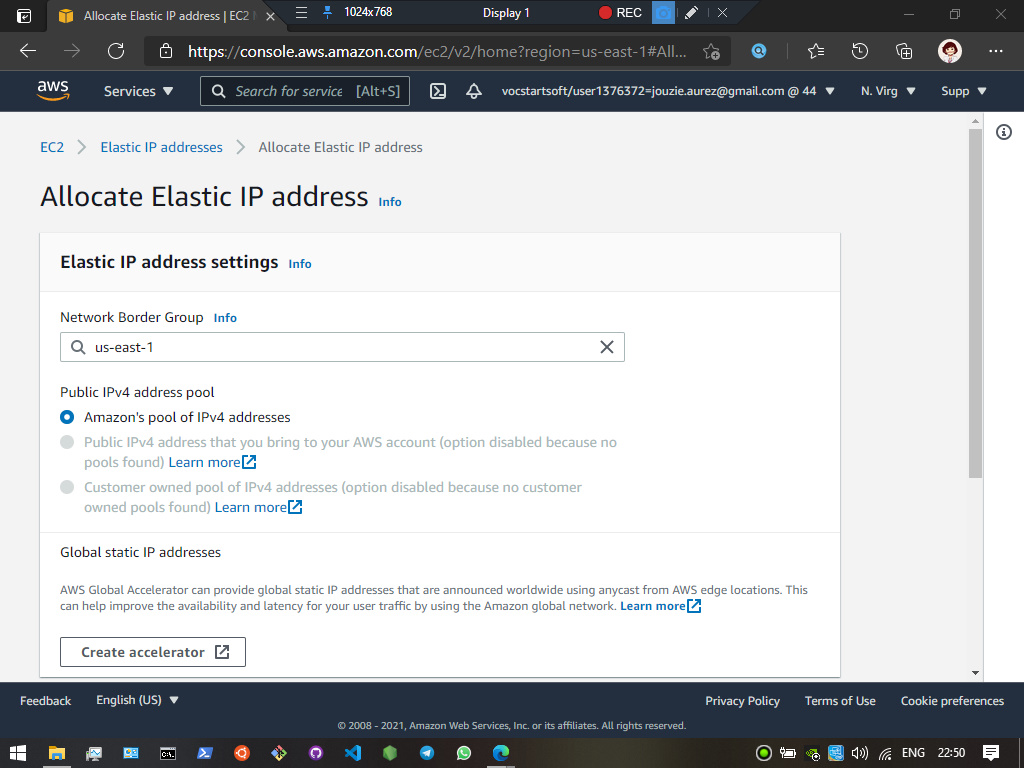 Allocate Elastic IP address | EC2 M
1024x768
Display 1
REC
https://console.aws.amazon.com/ec2/v2/home?region=us-east-1#All...
aws
Services
Search for service
[Alt+S]
vocstartsoft/user1376372=jouzie.aurez@gmail.com @ 44
N. Virg
Supp
EC2
Elastic IP addresses
Allocate Elastic IP address
Allocate Elastic IP address Info
Elastic IP address settings Info
Network Border Group Info
us-east-1
Public IPv4 address pool
Amazon's pool of IPv4 addresses
Public IPv4 address that you bring to your AWS account (option disabled because no
pools found) Learn more
Customer owned pool of IPv4 addresses (option disabled because no customer
owned pools found) Learn more
Global static IP addresses
AWS Global Accelerator can provide global static IP addresses that are announced worldwide using anycast from AWS edge locations. This
can help improve the availability and latency for your user traffic by using the Amazon global network. Learn more
Create accelerator
Feedback
English (US)
Privacy Policy
Terms of Use
Cookie preferences
© 2008 - 2021, Amazon Web Services, Inc. or its affiliates. All rights reserved.
ENG
22:50